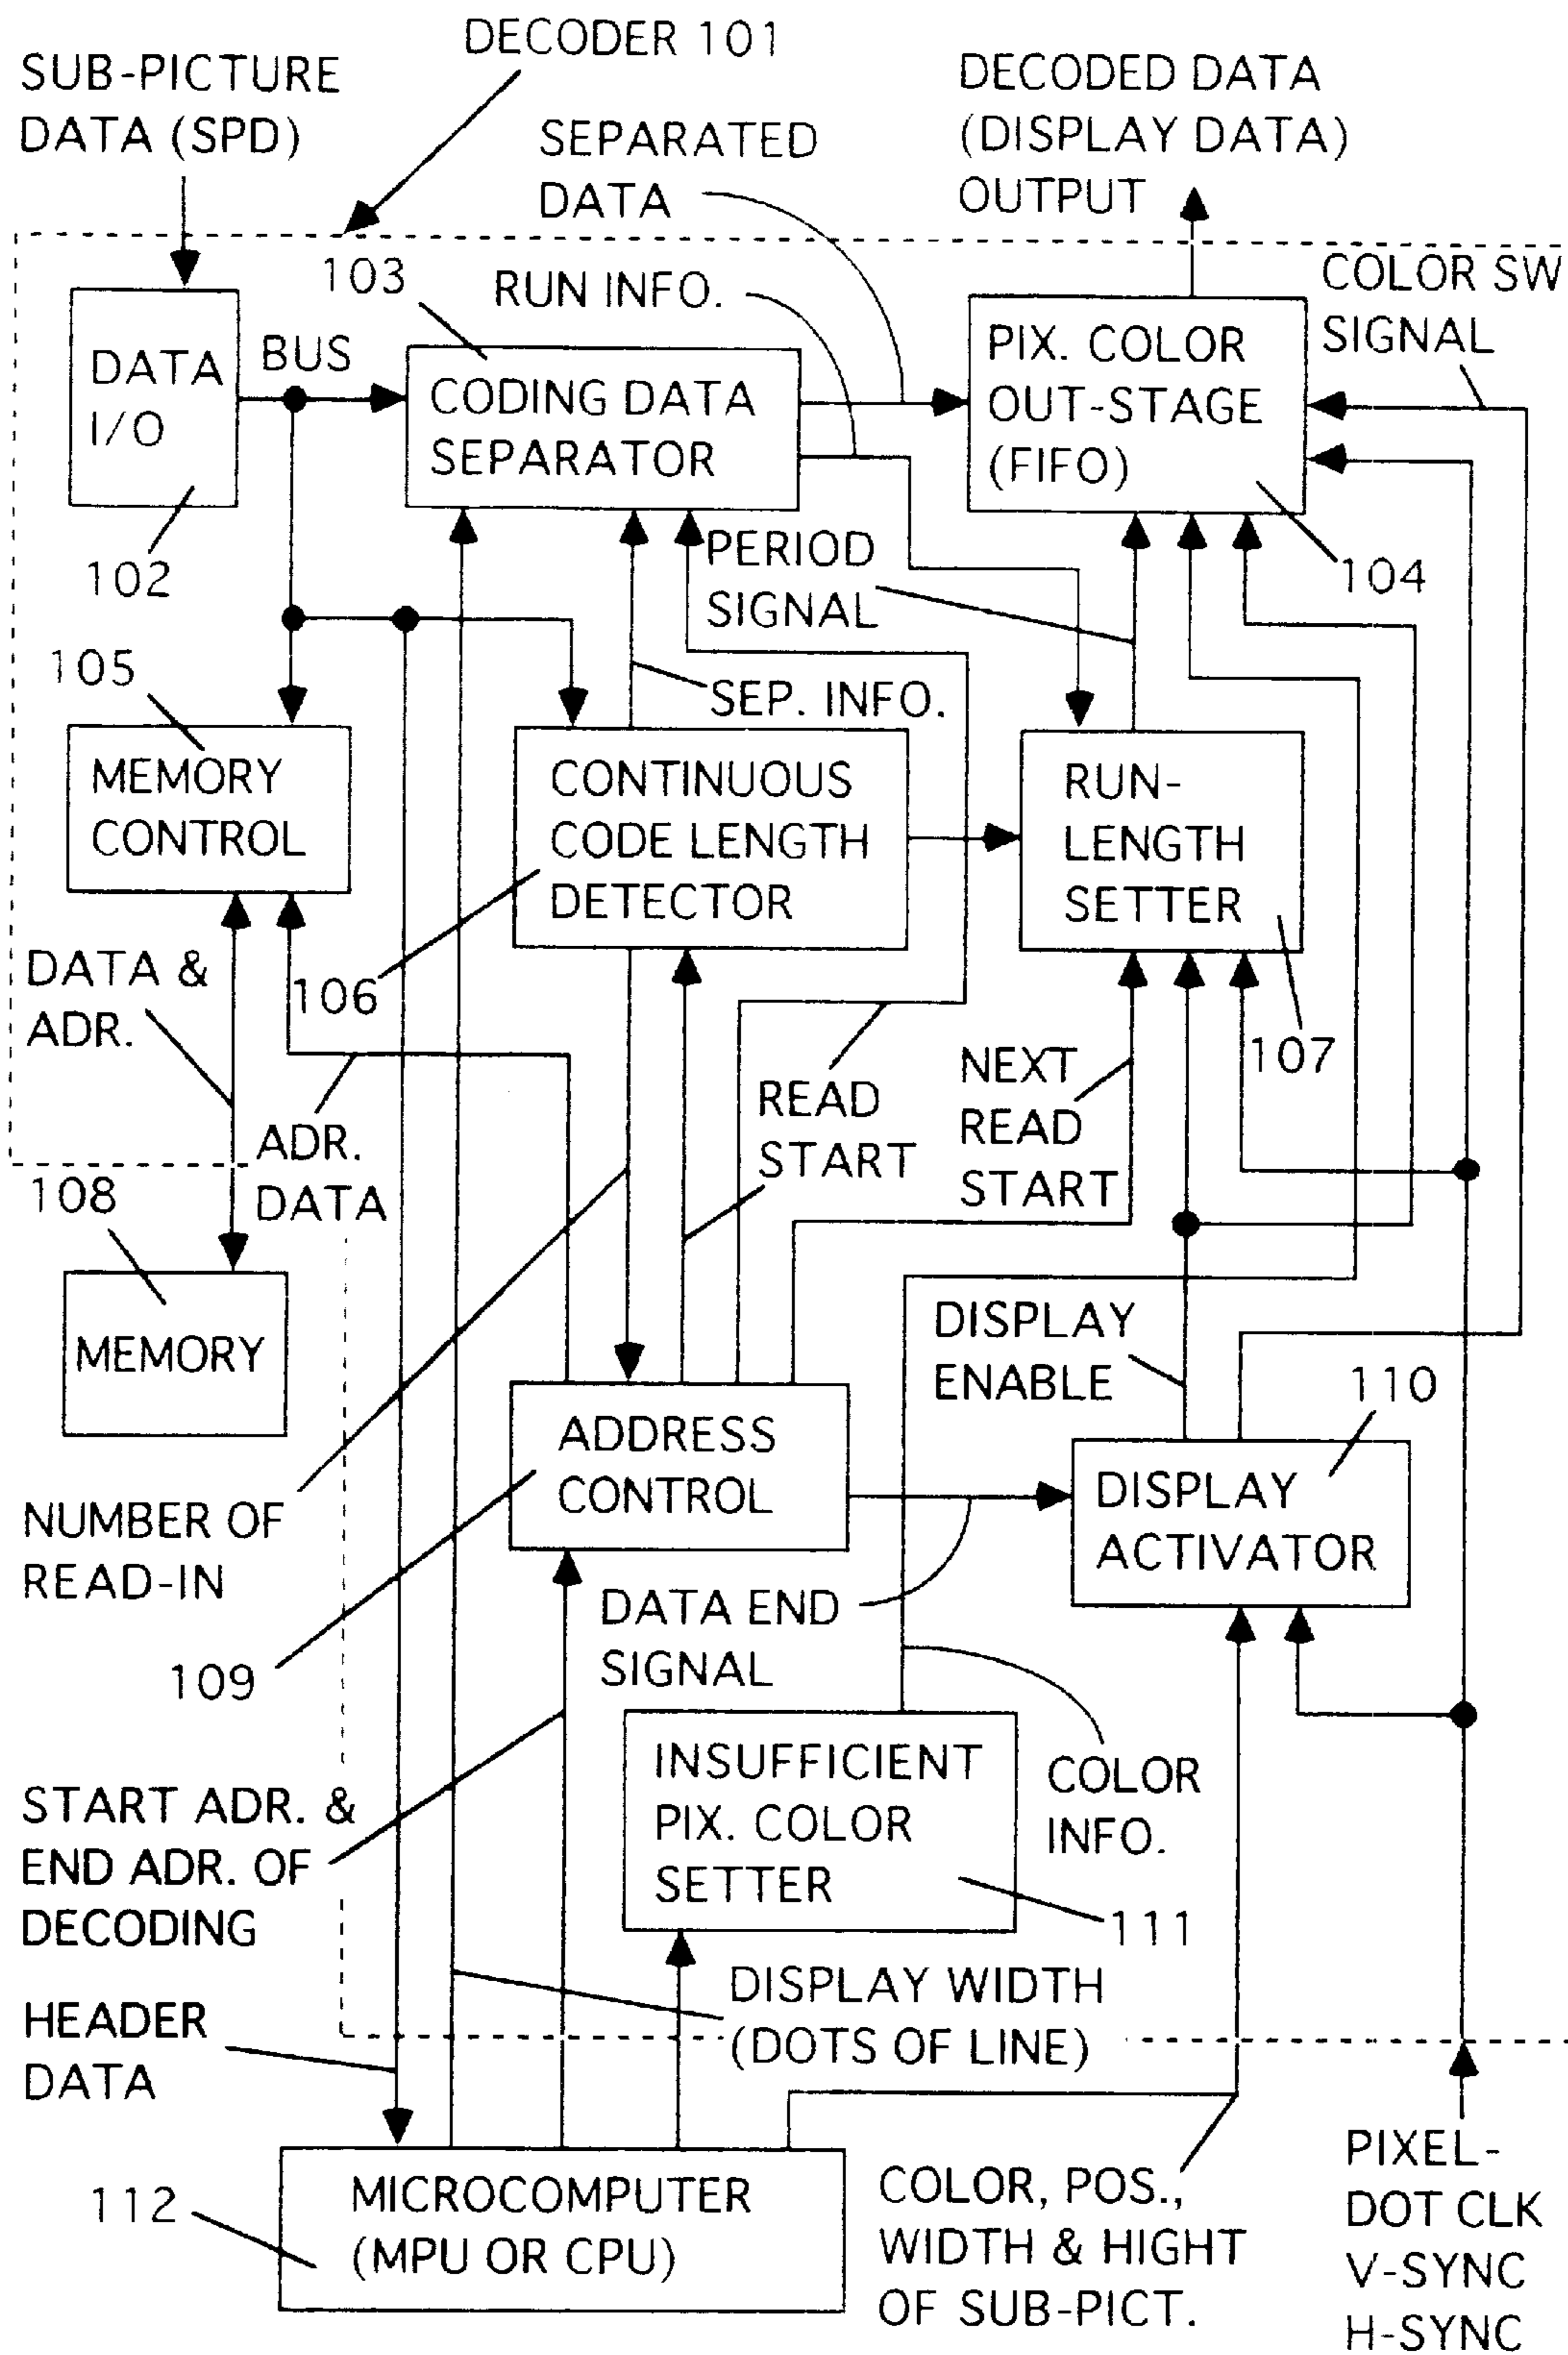 DECODER 101
SUB-PICTURE
DATA (SPD)
SEPARATED
DATA
DECODED DATA
(DISPLAY DATA)
OUTPUT
103
RUN INFO.
COLOR SW
SIGNAL
DATA
I/O
BUS
CODING DATA
SEPARATOR
PIX. COLOR
OUT-STAGE
(FIFO)
102
PERIOD
SIGNAL
104
105
SEP. INFO.
MEMORY
CONTROL
CONTINUOUS
CODE LENGTH
DETECTOR
RUN-
LENGTH
SETTER
DATA &
ADR.
106
107
READ
START
NEXT
READ
START
ADR.
DATA
108
MEMORY
DISPLAY
ENABLE
110
ADDRESS
CONTROL
DISPLAY
ACTIVATOR
NUMBER OF
READ-IN
DATA END
SIGNAL
109
INSUFFICIENT
PIX. COLOR
SETTER
COLOR
INFO.
START ADR. &
END ADR. OF
DECODING
111
DISPLAY WIDTH
(DOTS OF LINE)
HEADER
DATA
MICROCOMPUTER
(MPU OR CPU)
112
COLOR, POS.,
WIDTH & HIGHT
OF SUB-PICT.
PIXEL-
DOT CLK
V-SYNC
H-SYNC